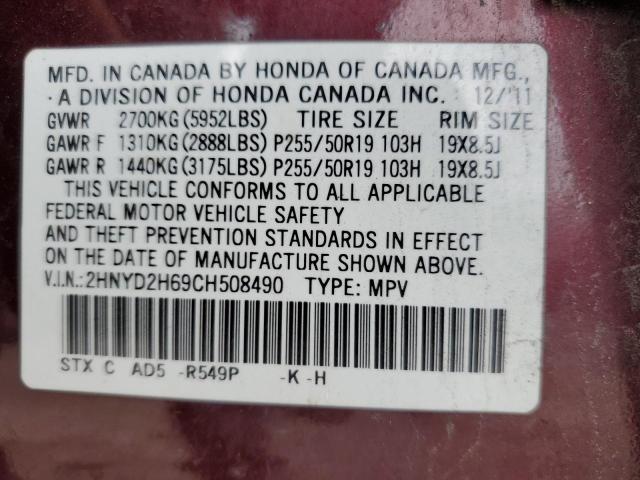 MFD. IN CANADA BY HONDA OF CANADA MFG.,
A DIVISION OF HONDA CANADA INC. 12/'11
GVWR 2700KG(5952LBS) TIRE SIZE RIM SIZE
GAWR F 1310KG(2888LBS) P255/50R19 103H 19X8.5J
GAWR R 1440KG(3175LBS) P255/50R19 103H 19X8.5J
THIS VEHICLE CONFORMS TO ALL APPLICABLE
FEDERAL MOTOR VEHICLE SAFETY
AND THEFT PREVENTION STANDARDS IN EFFECT
ON THE DATE OF MANUFACTURE SHOWN ABOVE.
V.I.N.:2HNYD2H69CH508490 TYPE: MPV
STX C AD5 -R549P -K -H